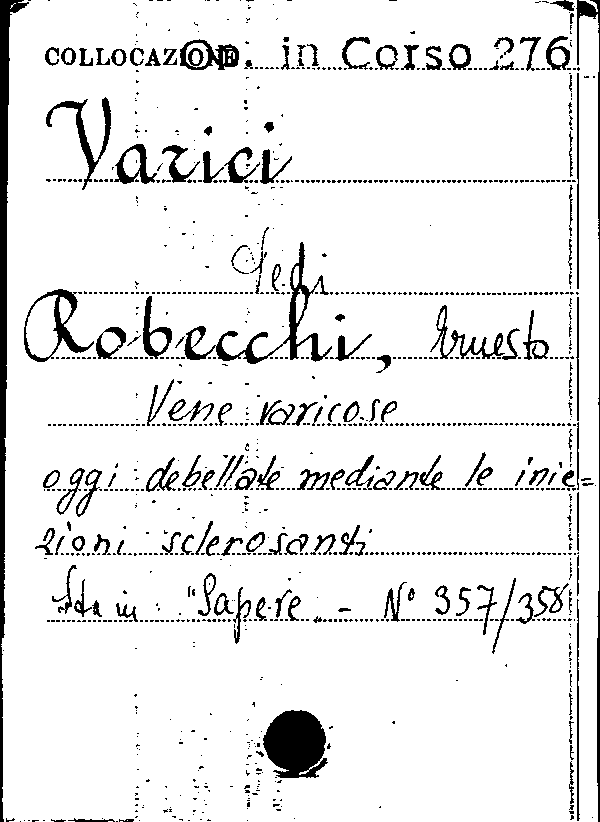 COLLOCAZIONE Op. in Corso 276
Varici
Vedi
Robecchi, Ernesto
Vene varicose
oggi debellate mediante le inie=
zioni sclerosanti
Sta in: "Sapere" - N° 357/358